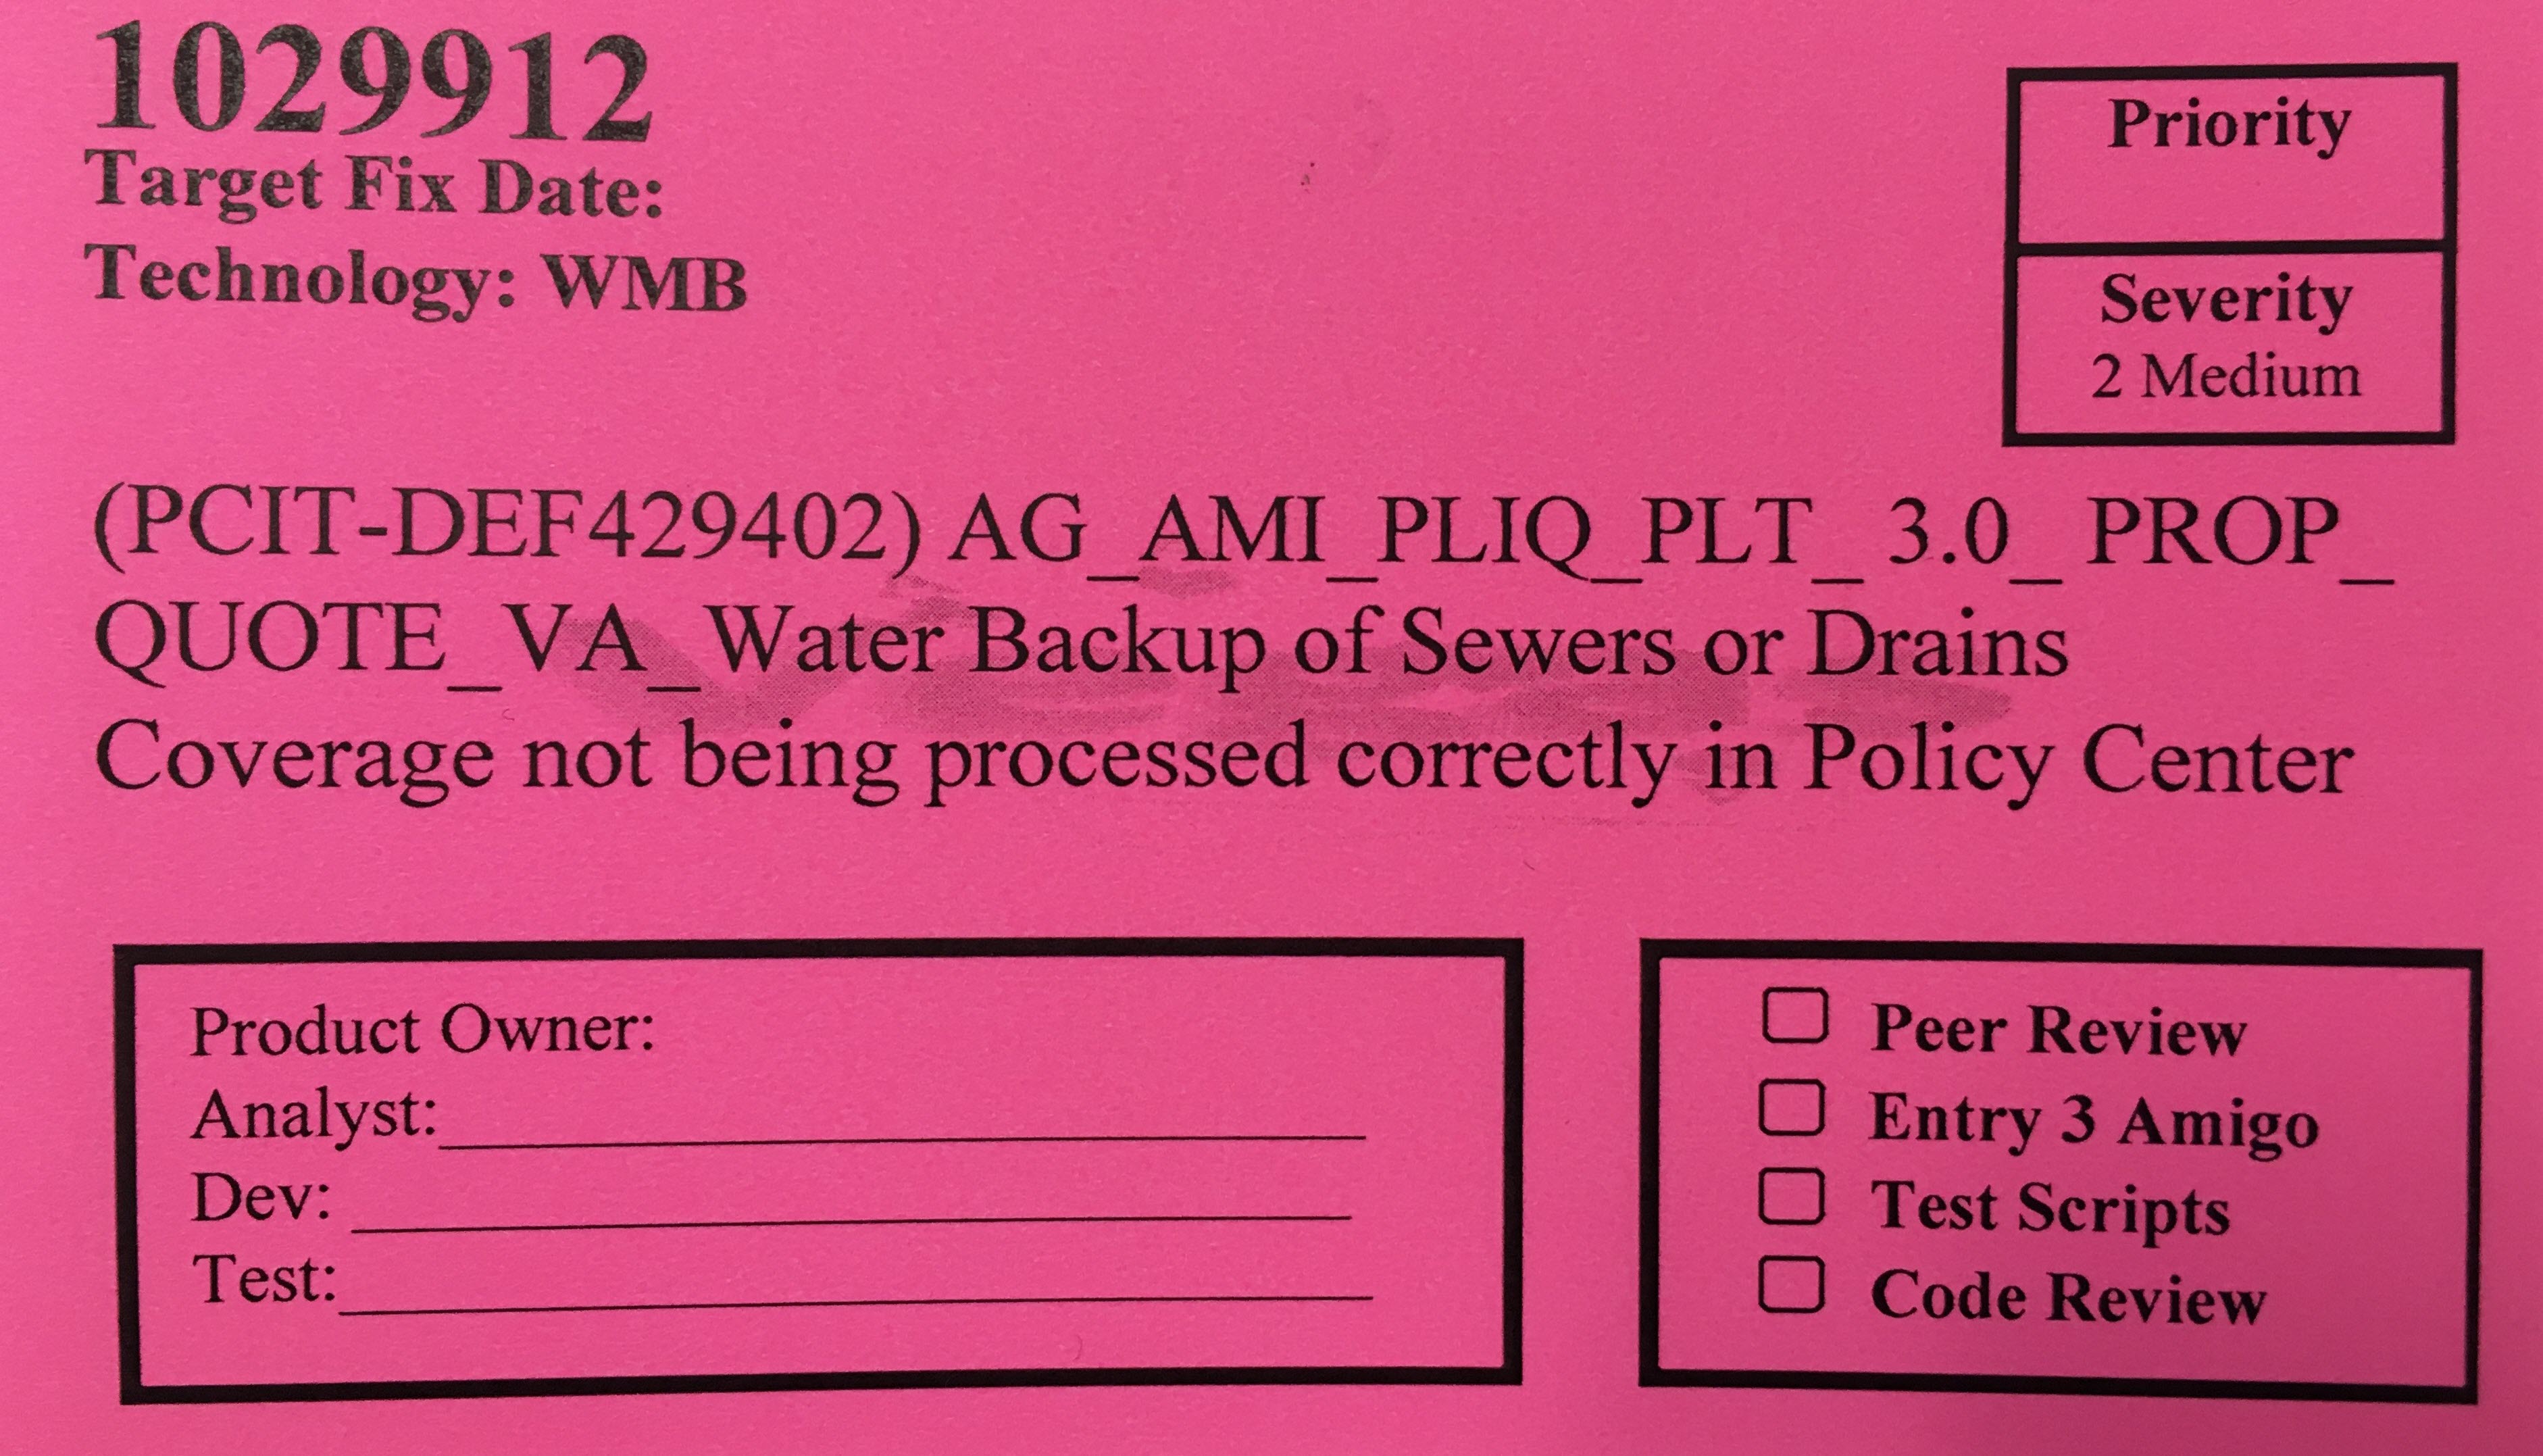 1029912
Target Fix Date:
Technology: WMB
Priority
Severity
2 Medium
(PCIT-DEF429402) AG_AMI_PLIQ_PLT_ 3.0_ PROP_
QUOTE_VA_Water Backup of Sewers or Drains
Coverage not being processed correctly in Policy Center
Product Owner:
Analyst:
Dev:
Test:
Peer Review
Entry 3 Amigo
Test Scripts
Code Review